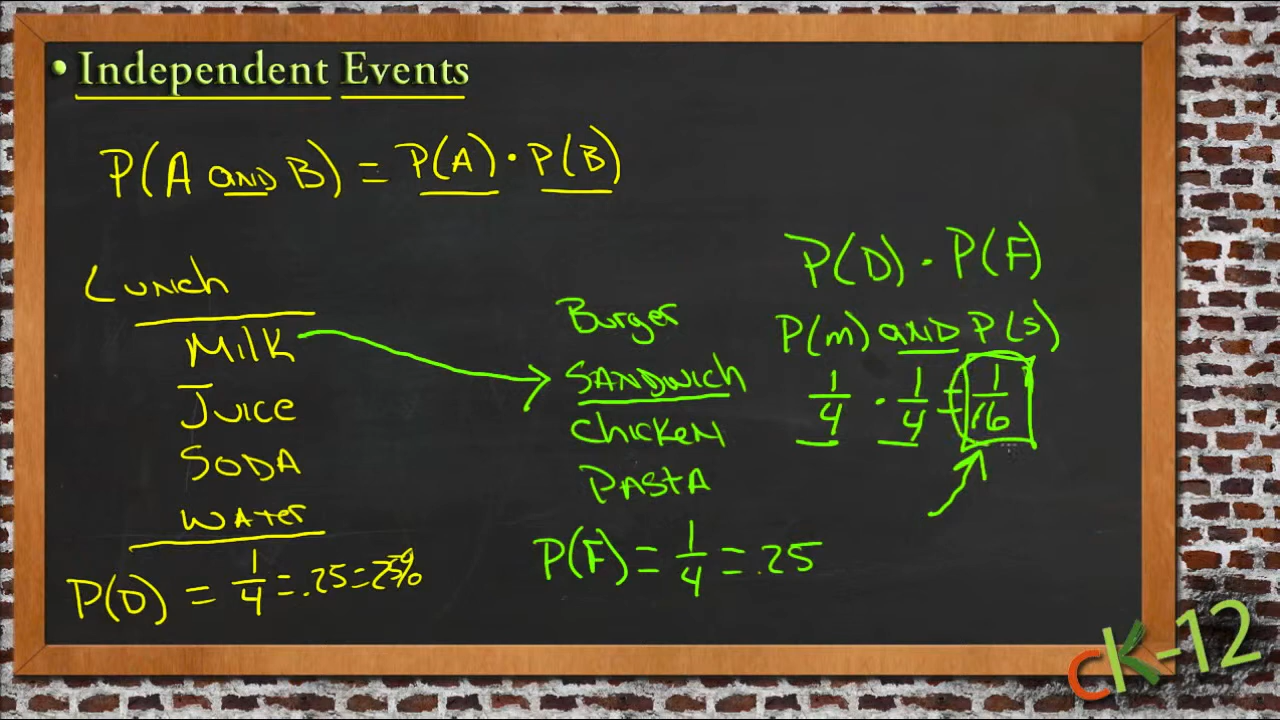 • Independent Events
P(A and B) = P(A) · P(B)
Lunch
Milk
Juice
SODA
Water
P(D) = 1/4 = .25 = 25%
Burger
SANDWich
chicken
PAStA
P(F) = 1/4 = .25
P(D) · P(F)
P(m) and P(s)
1/4 · 1/4 = 1/16
cK-12